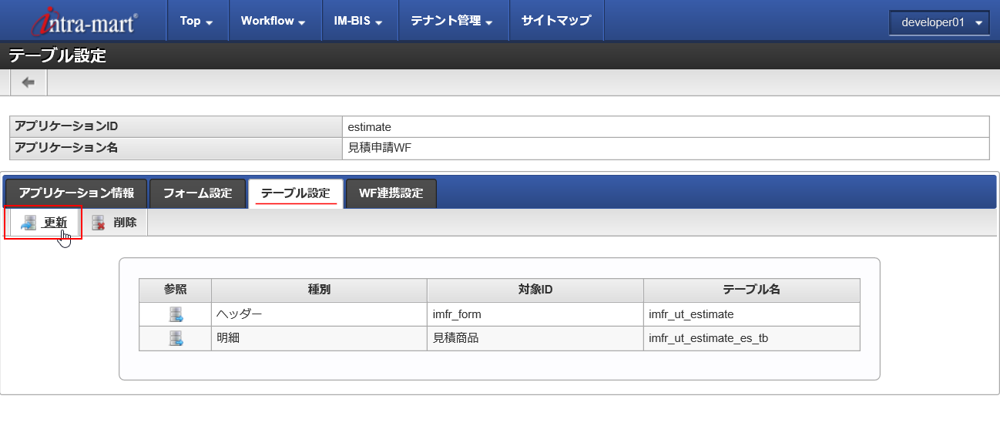 intra-mart Top Workflow IM-BIS テナント管理 サイトマップ developer01
テーブル設定
アプリケーションID estimate
アプリケーション名 見積申請WF
アプリケーション情報 フォーム設定 テーブル設定 WF連携設定
更新 削除
参照 種別 対象ID テーブル名
ヘッダー imfr_form imfr_ut_estimate
明細 見積商品 imfr_ut_estimate_es_tb